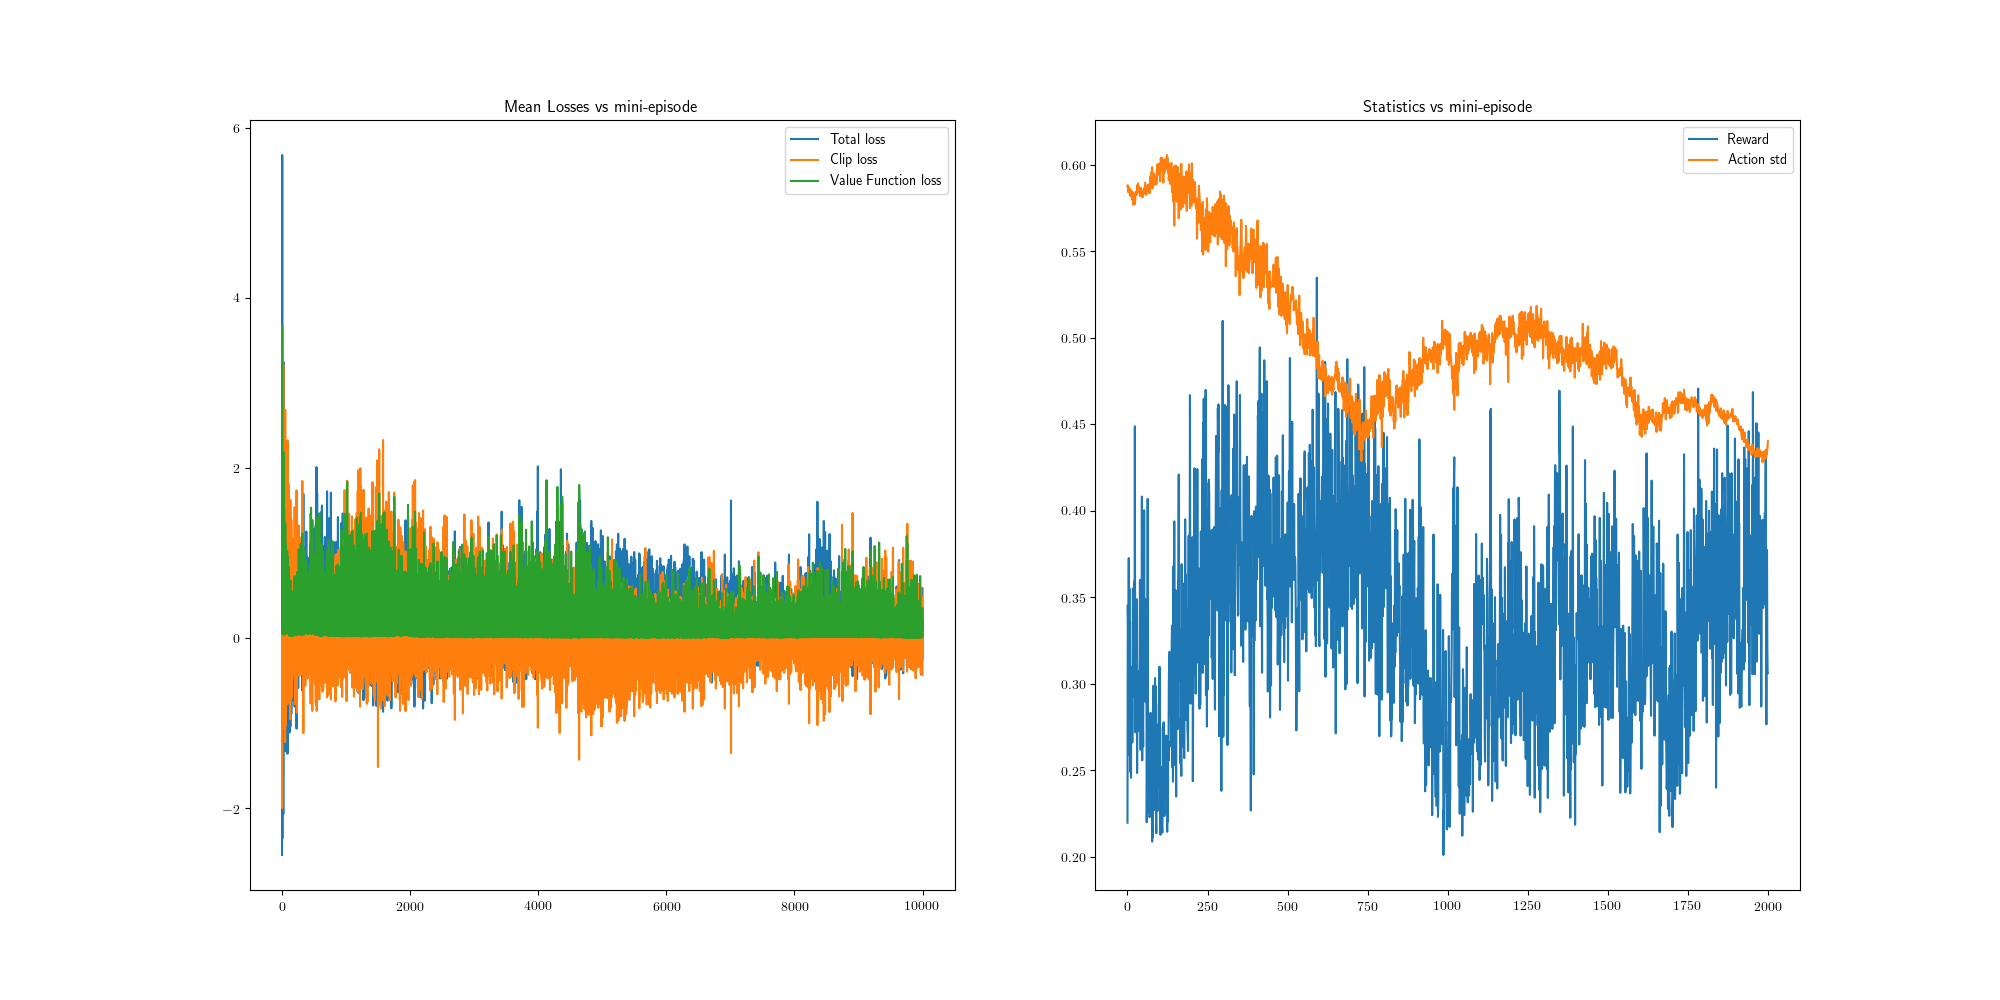 Mean Losses vs mini-episode
6
4
2
0
−2
0 2000 4000 6000 8000 10000
Total loss
Clip loss
Value Function loss
Statistics vs mini-episode
0.60
0.55
0.50
0.45
0.40
0.35
0.30
0.25
0.20
0 250 500 750 1000 1250 1500 1750 2000
Reward
Action std